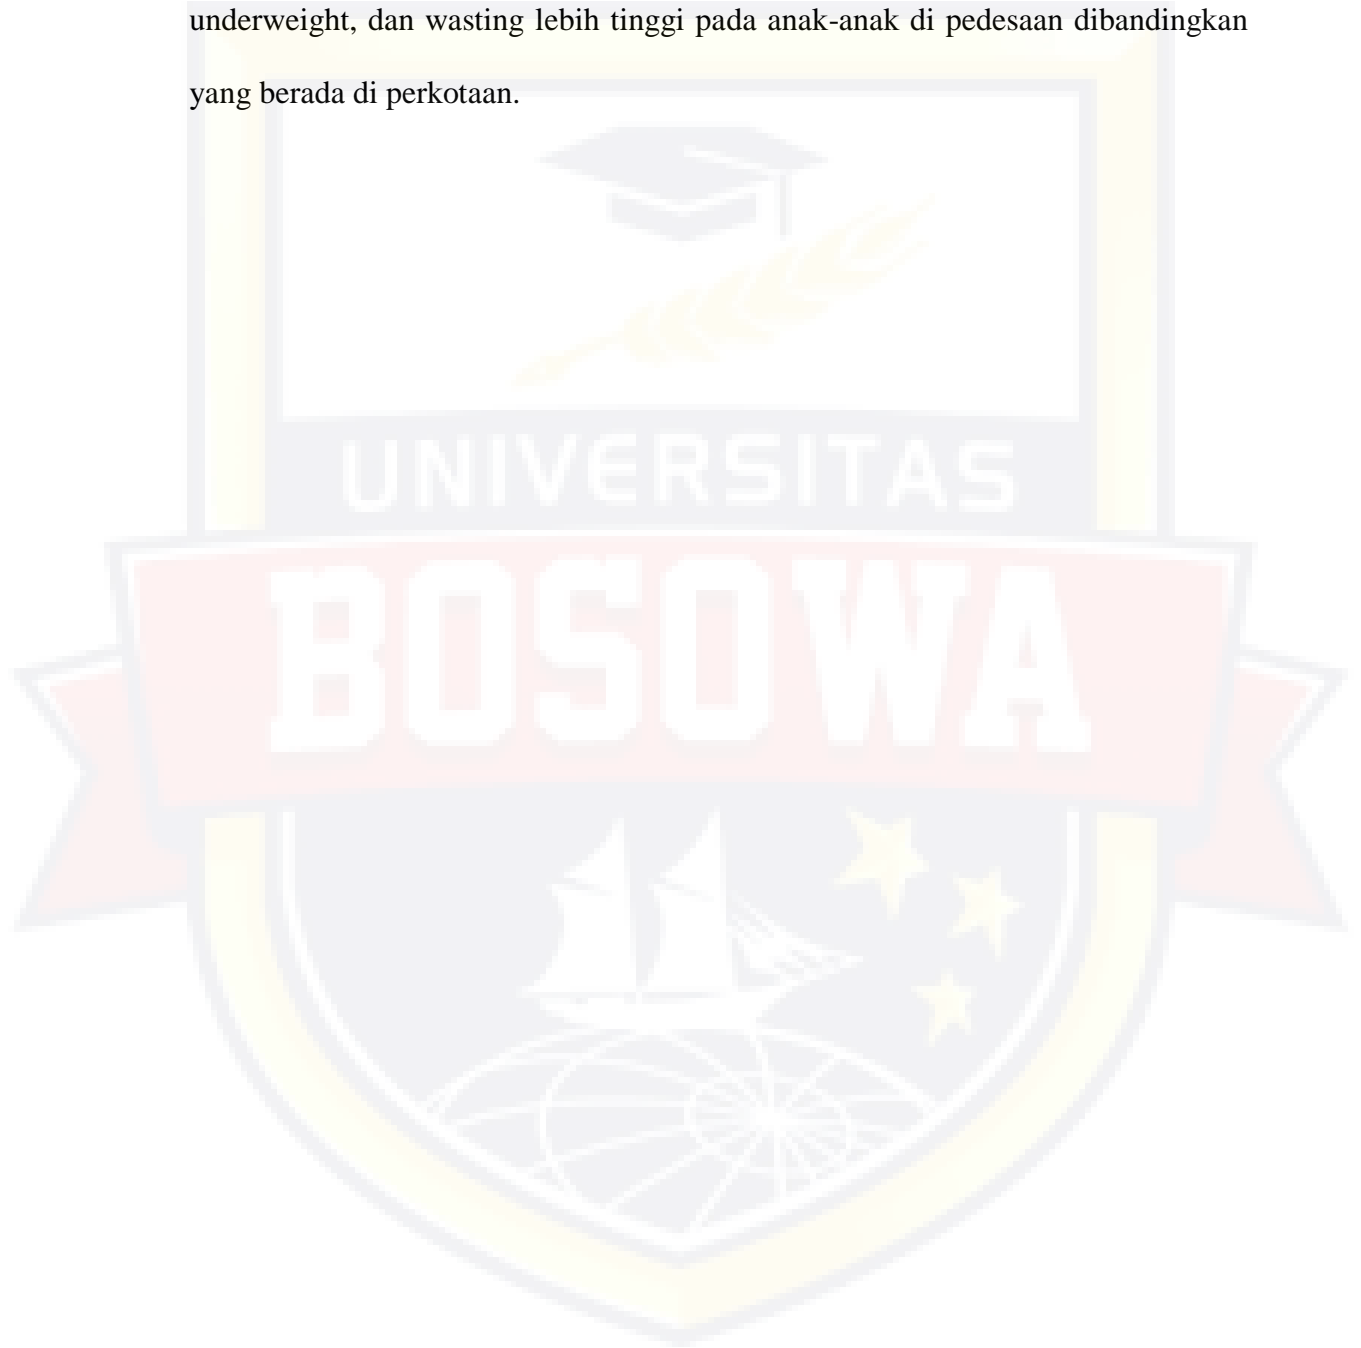 underweight, dan wasting lebih tinggi pada anak-anak di pedesaan dibandingkan
yang berada di perkotaan.
UNIVERSITAS
BOSOWA